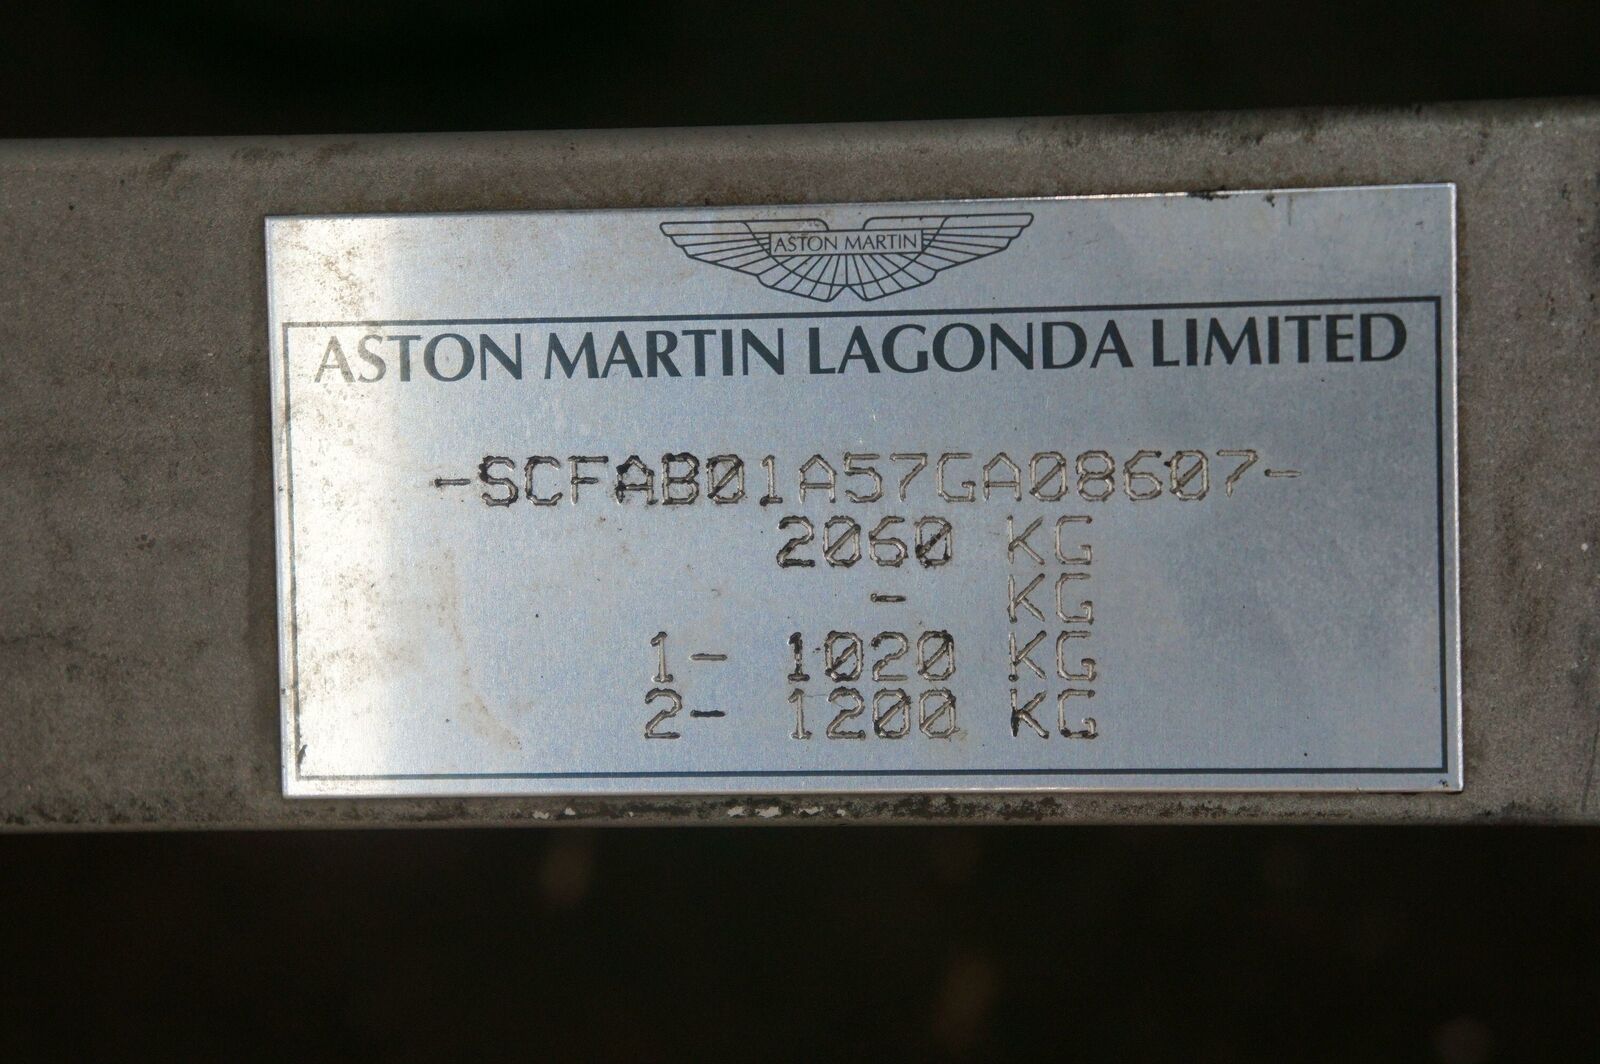 ASTON MARTIN
ASTON MARTIN LAGONDA LIMITED
-SCFAB01A57GA08607-
2060 KG
- KG
1- 1020 KG
2- 1200 KG